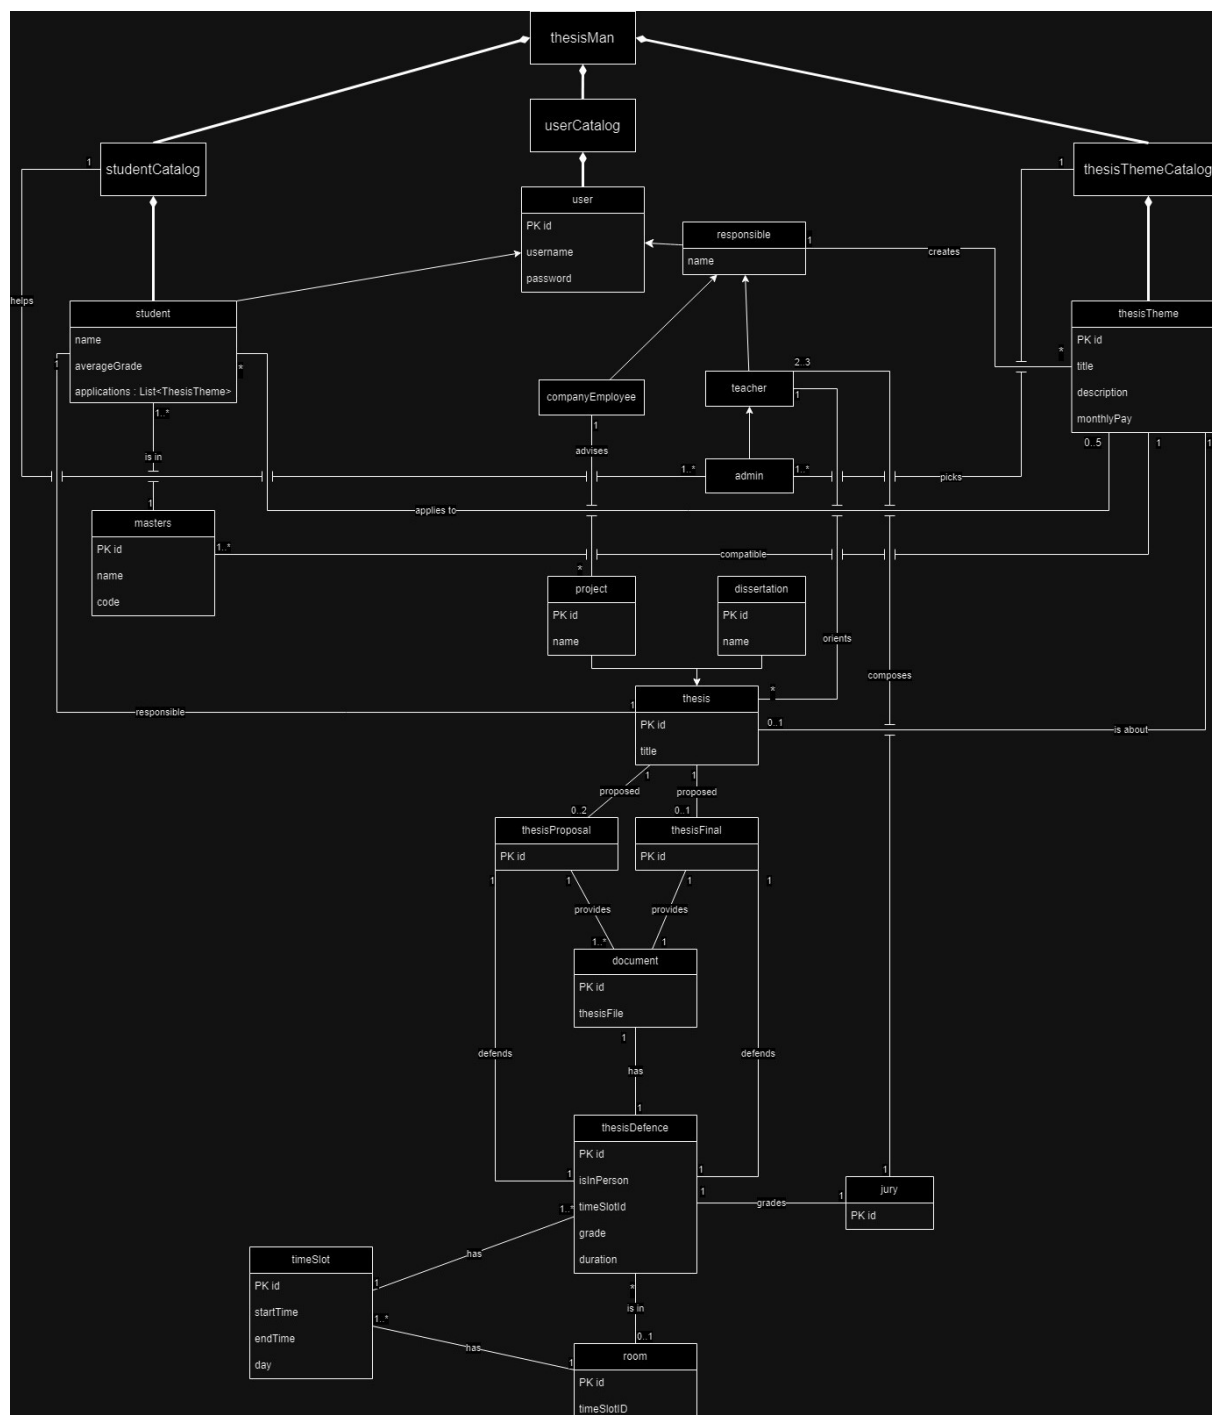 thesisMan
userCatalog
studentCatalog
thesisThemeCatalog
1
1
helps
user
PK id
username
password
responsible
name
1
creates
student
name
averageGrade
applications : List<ThesisTheme>
1
*
1..*
thesisTheme
PK id
title
description
monthlyPay
*
0..5
1
1
companyEmployee
1
advises
teacher
2..3
1
is in
1..*
admin
1..*
picks
1
applies to
masters
PK id
name
code
1..*
compatible
*
project
PK id
name
dissertation
PK id
name
orients
composes
responsible
1
thesis
PK id
title
*
0..1
is about
1
proposed
1
proposed
0..2
0..1
thesisProposal
PK id
thesisFinal
PK id
1
1
1
1
provides
provides
1..*
1
document
PK id
thesisFile
1
defends
defends
has
1
thesisDefence
PK id
isInPerson
timeSlotId
grade
duration
1
1
1
grades
1
1
jury
PK id
1..*
has
timeSlot
PK id
startTime
endTime
day
1
1..*
has
*
is in
0..1
1
room
PK id
timeSlotID